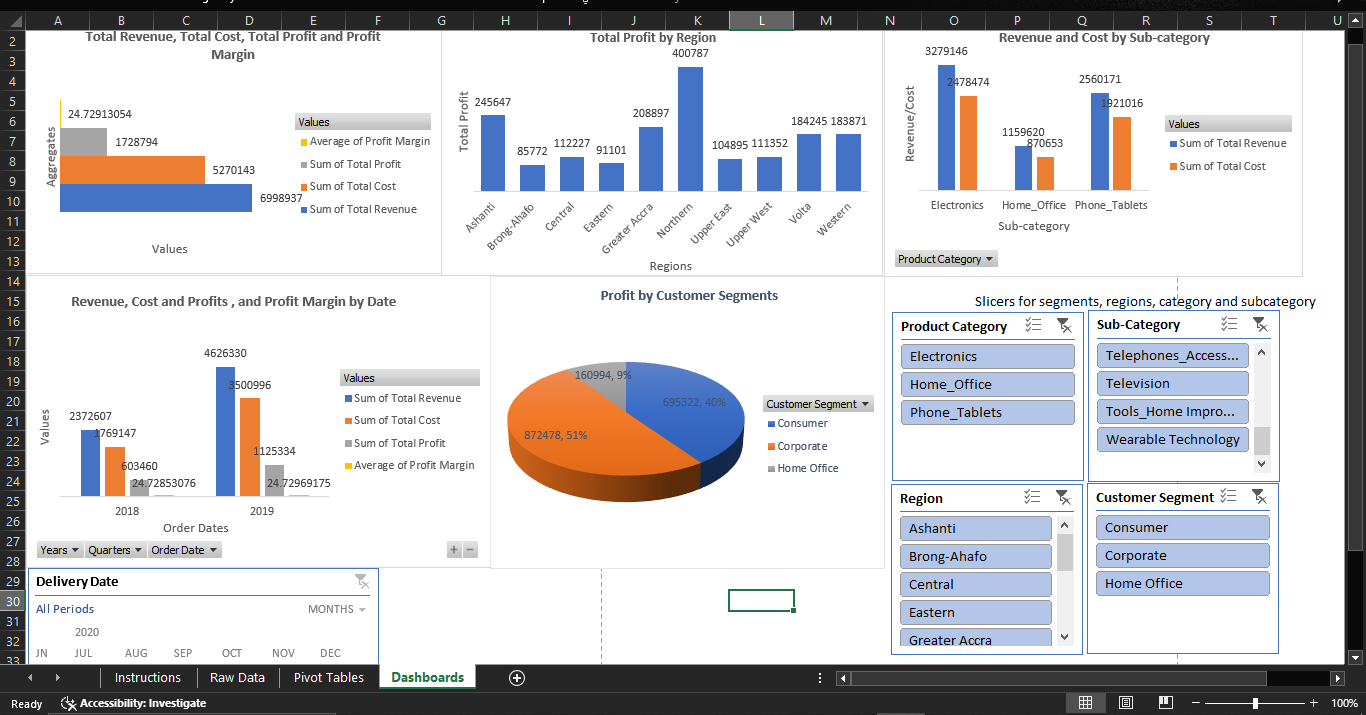 A B C D E F G H I J K L M N O P Q R S T U
2 3 4 5 6 7 8 9 10 11 12 13 14 15 16 17 18 19 20 21 22 23 24 25 26 27 28 29 30 31 32 33
Total Revenue, Total Cost, Total Profit and Profit
Margin
24.72913054
1728794
5270143
6998937
Aggregates
Values
Values
Average of Profit Margin
Sum of Total Profit
Sum of Total Cost
Sum of Total Revenue
Total Profit by Region
400787
245647
208897
184245 183871
85772 112227 91101 104895 111352
Total Profit
Ashanti
Brong-Ahafo
Central
Eastern
Greater Accra
Northern
Upper East
Upper West
Volta
Western
Regions
Revenue and Cost by Sub-category
3279146
2478474
1159620
870653
2560171
1921016
Revenue/Cost
Electronics Home_Office Phone_Tablets
Sub-category
Values
Sum of Total Revenue
Sum of Total Cost
Product Category
Revenue, Cost and Profits , and Profit Margin by Date
4626330
3500996
2372607
1769147
1125334
603460
24.72853076
24.72969175
Values
2018 2019
Order Dates
Values
Sum of Total Revenue
Sum of Total Cost
Sum of Total Profit
Average of Profit Margin
Years Quarters Order Date
+ −
Profit by Customer Segments
160994, 9%
695322, 40%
872478, 51%
Customer Segment
Consumer
Corporate
Home Office
Slicers for segments, regions, category and subcategory
Product Category
Electronics
Home_Office
Phone_Tablets
Sub-Category
Telephones_Access...
Television
Tools_Home Impro...
Wearable Technology
Region
Ashanti
Brong-Ahafo
Central
Eastern
Greater Accra
Customer Segment
Consumer
Corporate
Home Office
Delivery Date
All Periods MONTHS
2020
JN JUL AUG SEP OCT NOV DEC
Instructions Raw Data Pivot Tables Dashboards
Ready Accessibility: Investigate 100%